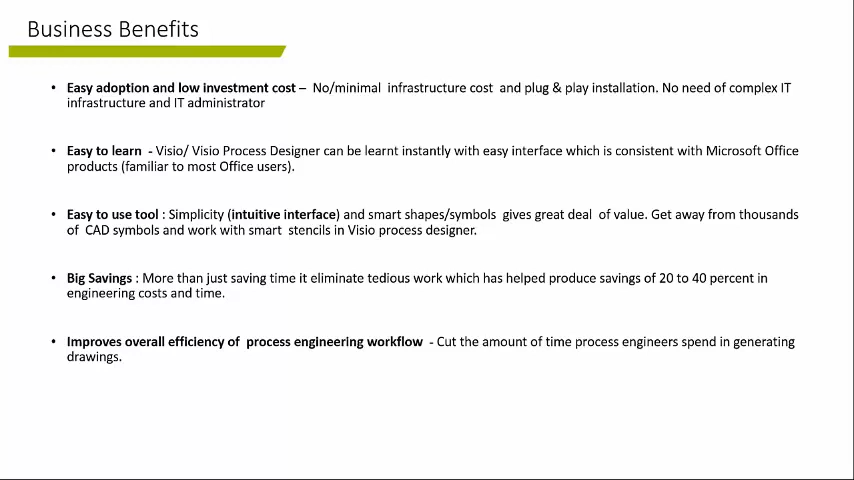 Business Benefits
• Easy adoption and low investment cost – No/minimal infrastructure cost and plug & play installation. No need of complex IT
infrastructure and IT administrator
• Easy to learn - Visio/ Visio Process Designer can be learnt instantly with easy interface which is consistent with Microsoft Office
products (familiar to most Office users).
• Easy to use tool : Simplicity (intuitive interface) and smart shapes/symbols gives great deal of value. Get away from thousands
of CAD symbols and work with smart stencils in Visio process designer.
• Big Savings : More than just saving time it eliminate tedious work which has helped produce savings of 20 to 40 percent in
engineering costs and time.
• Improves overall efficiency of process engineering workflow - Cut the amount of time process engineers spend in generating
drawings.